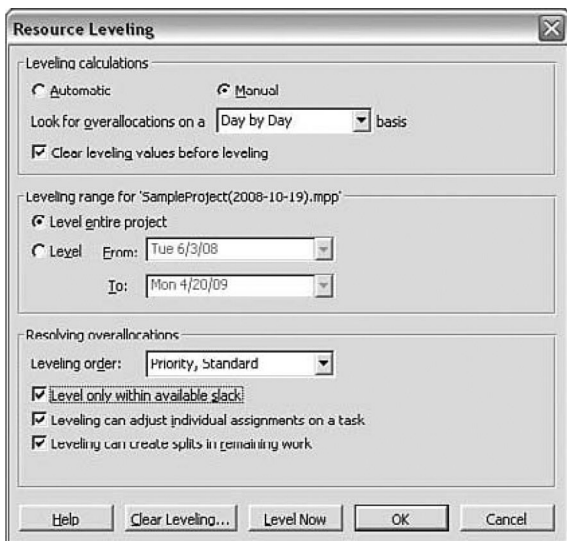 Resource Leveling
Leveling calculations
Automatic Manual
Look for overallocations on a Day by Day basis
Clear leveling values before leveling
Leveling range for 'SampleProject(2008-10-19).mpp'
Level entire project
Level From: Tue 6/3/08
To: Mon 4/20/09
Resolving overallocations
Leveling order: Priority, Standard
Level only within available slack
Leveling can adjust individual assignments on a task
Leveling can create splits in remaining work
Help Clear Leveling... Level Now OK Cancel